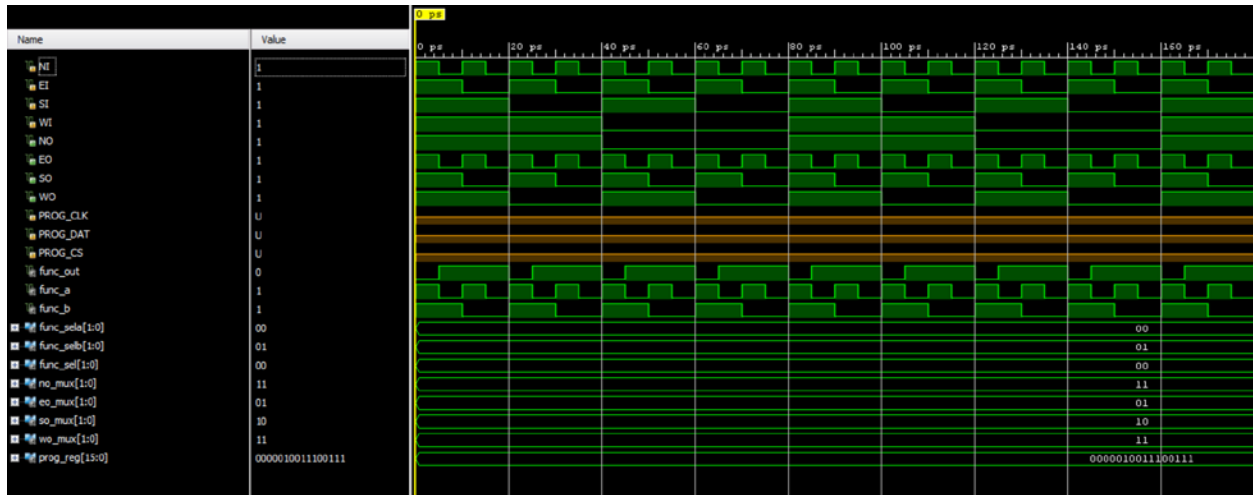 0 ps
Name Value
0 ps 20 ps 40 ps 60 ps 80 ps 100 ps 120 ps 140 ps 160 ps
NI 1
EI 1
SI 1
WI 1
NO 1
EO 1
SO 1
WO 1
PROG_CLK U
PROG_DAT U
PROG_CS U
func_out 0
func_a 1
func_b 1
func_sela[1:0] 00 00
func_selb[1:0] 01 01
func_sel[1:0] 00 00
no_mux[1:0] 11 11
eo_mux[1:0] 01 01
so_mux[1:0] 10 10
wo_mux[1:0] 11 11
prog_reg[15:0] 0000010011100111 0000010011100111